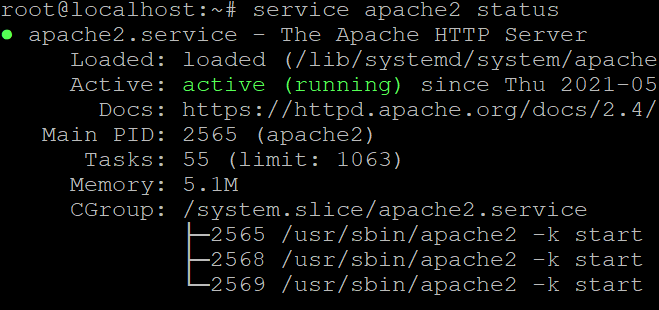 root@localhost:~# service apache2 status
● apache2.service - The Apache HTTP Server
Loaded: loaded (/lib/systemd/system/apache
Active: active (running) since Thu 2021-05
Docs: https://httpd.apache.org/docs/2.4/
Main PID: 2565 (apache2)
Tasks: 55 (limit: 1063)
Memory: 5.1M
CGroup: /system.slice/apache2.service
├─2565 /usr/sbin/apache2 -k start
├─2568 /usr/sbin/apache2 -k start
└─2569 /usr/sbin/apache2 -k start